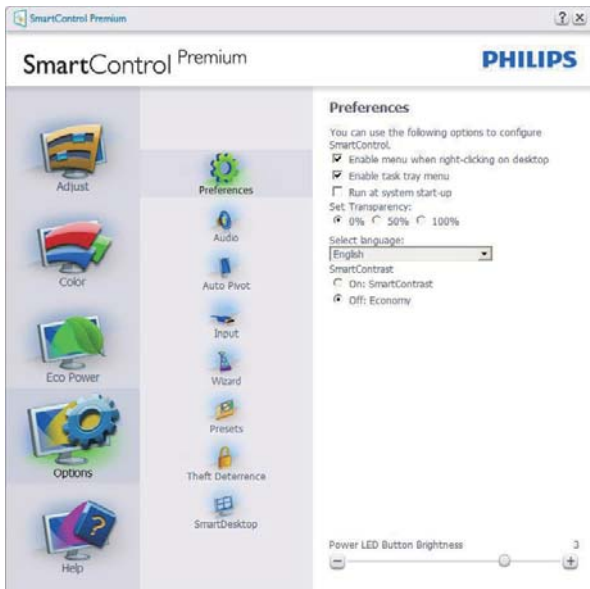 SmartControl Premium
? ×
SmartControl Premium
PHILIPS
Adjust
Color
Eco Power
Options
Help
Preferences
Audio
Auto Pivot
Input
Wizard
Presets
Theft Deterrence
SmartDesktop
Preferences
You can use the following options to configure
SmartControl.
Enable menu when right-clicking on desktop
Enable task tray menu
Run at system start-up
Set Transparency:
0% 50% 100%
Select language:
English
SmartContrast
On: SmartContrast
Off: Economy
Power LED Button Brightness 3